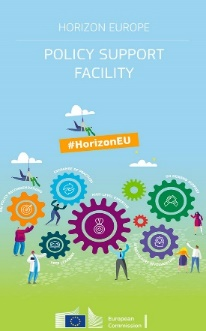 HORIZON EUROPE
POLICY SUPPORT
FACILITY
#HorizonEU
European
Commission